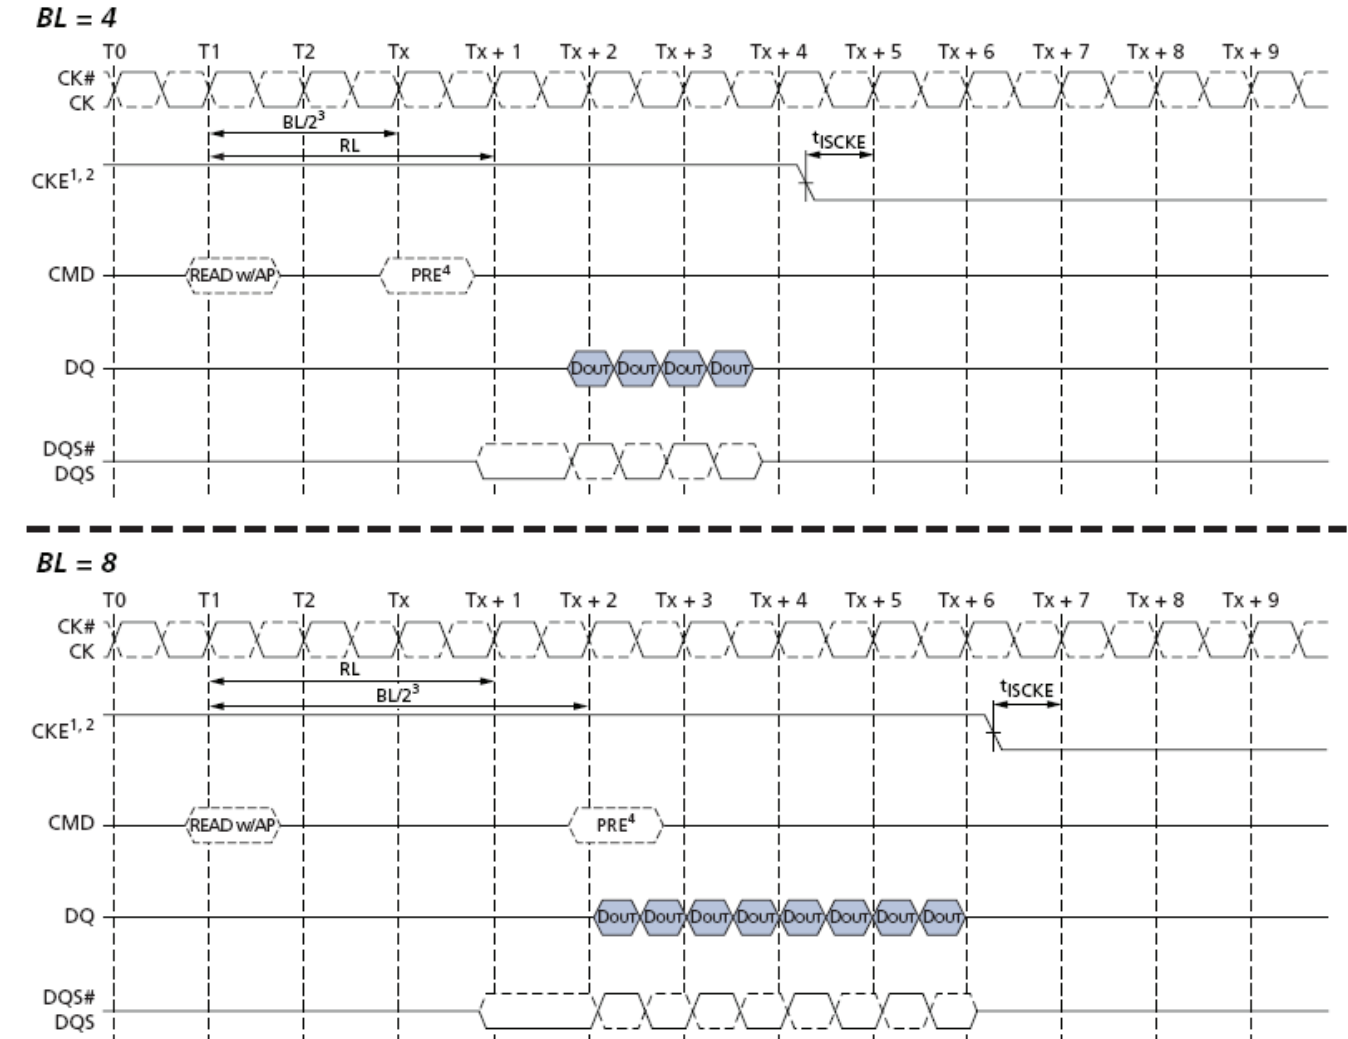 BL = 4
T0 T1 T2 Tx Tx + 1 Tx + 2 Tx + 3 Tx + 4 Tx + 5 Tx + 6 Tx + 7 Tx + 8 Tx + 9
CK#
CK
BL/2³
tISCKE
RL
CKE¹,²
CMD READ w/AP PRE⁴
DQ DOUT DOUT DOUT DOUT
DQS#
DQS
BL = 8
T0 T1 T2 Tx Tx + 1 Tx + 2 Tx + 3 Tx + 4 Tx + 5 Tx + 6 Tx + 7 Tx + 8 Tx + 9
CK#
CK
RL
tISCKE
BL/2³
CKE¹,²
CMD READ w/AP PRE⁴
DQ DOUT DOUT DOUT DOUT DOUT DOUT DOUT DOUT
DQS#
DQS